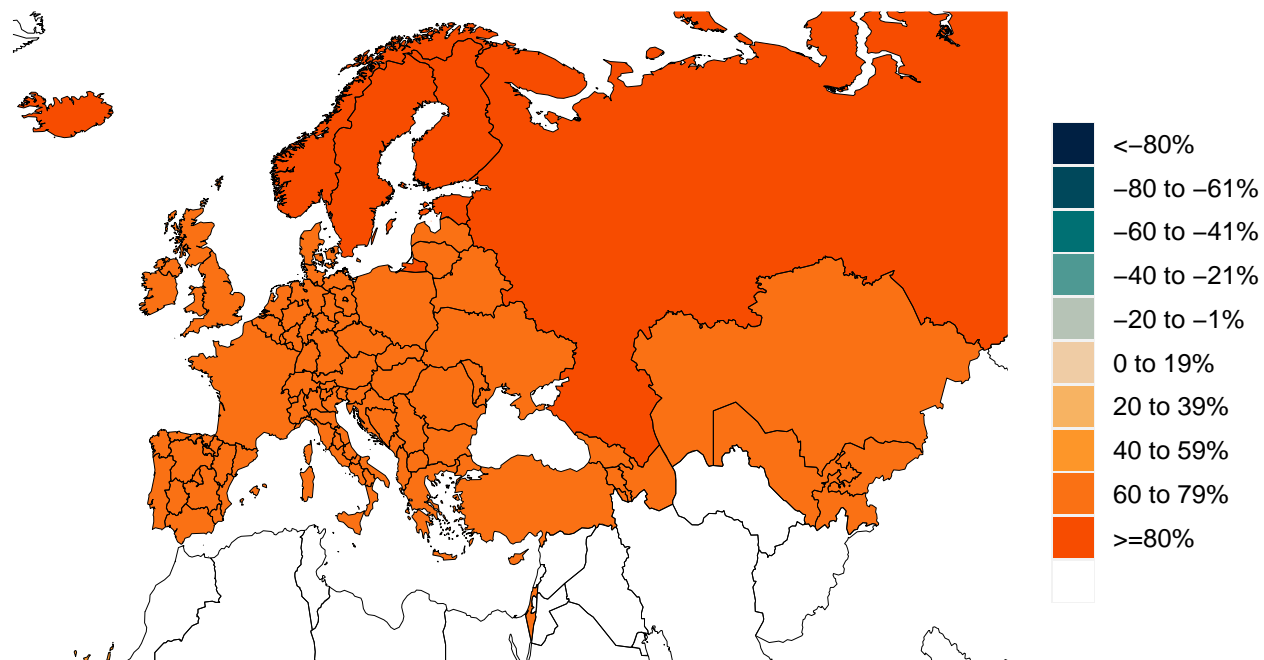 <−80%
−80 to −61%
−60 to −41%
−40 to −21%
−20 to −1%
0 to 19%
20 to 39%
40 to 59%
60 to 79%
>=80%